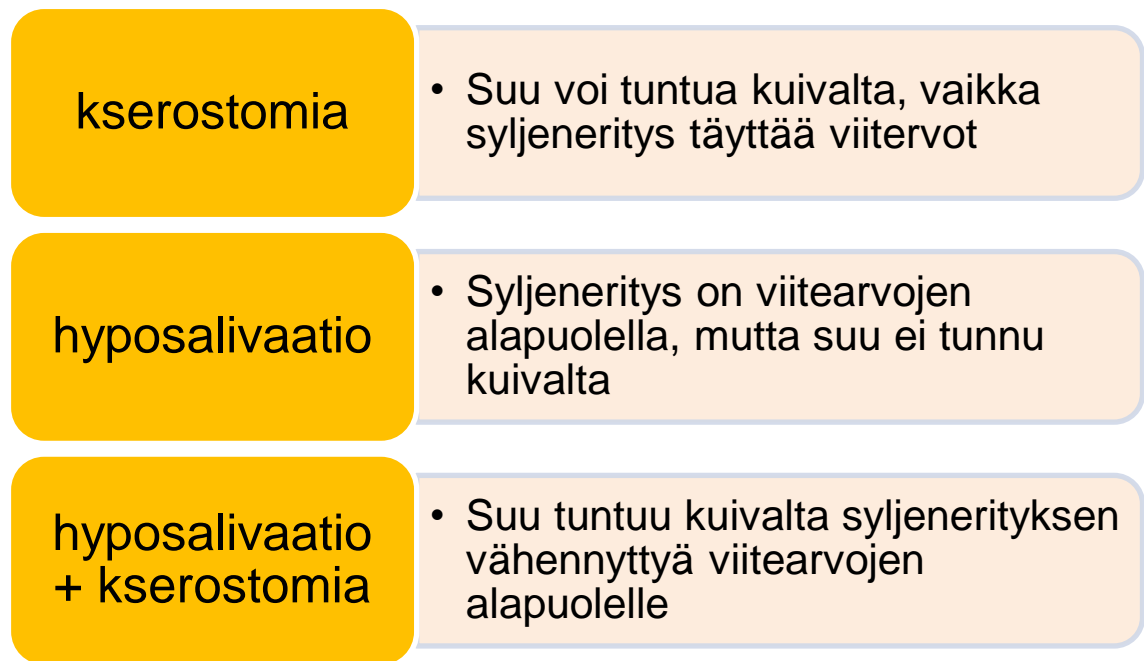 kserostomia
• Suu voi tuntua kuivalta, vaikka
syljeneritys täyttää viitervot
hyposalivaatio
• Syljeneritys on viitearvojen
alapuolella, mutta suu ei tunnu
kuivalta
hyposalivaatio
+ kserostomia
• Suu tuntuu kuivalta syljenerityksen
vähennyttyä viitearvojen
alapuolelle